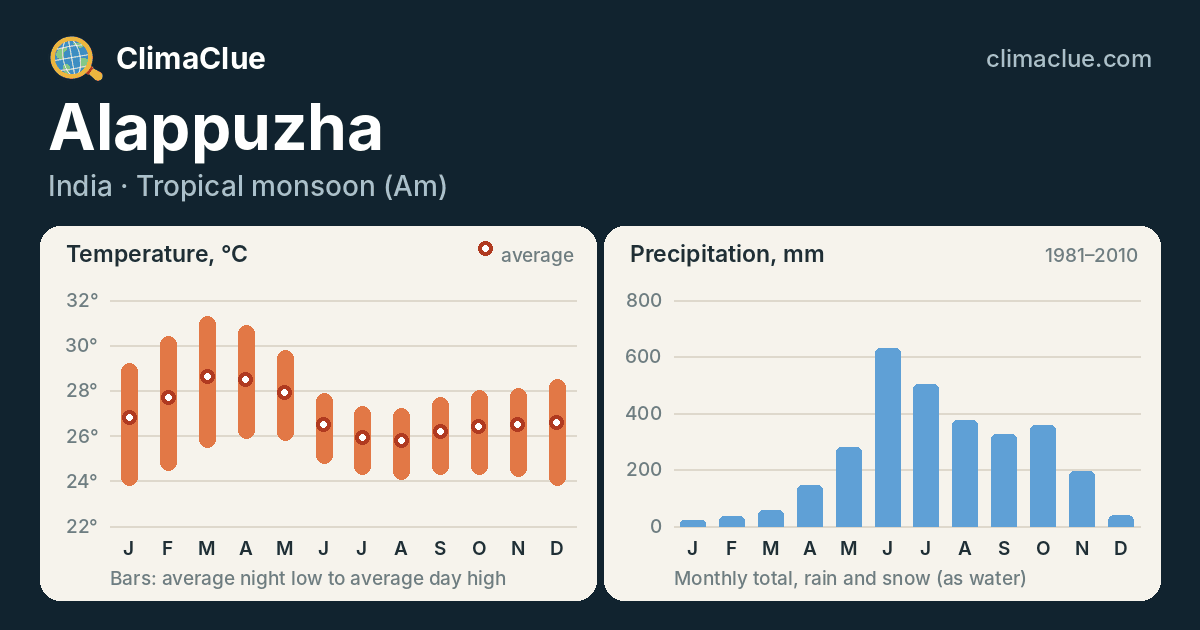 ClimaClue
climaclue.com
Alappuzha
India · Tropical monsoon (Am)
Temperature, °C
average
32°
30°
28°
26°
24°
22°
J F M A M J J A S O N D
Bars: average night low to average day high
Precipitation, mm
1981–2010
800
600
400
200
0
J F M A M J J A S O N D
Monthly total, rain and snow (as water)